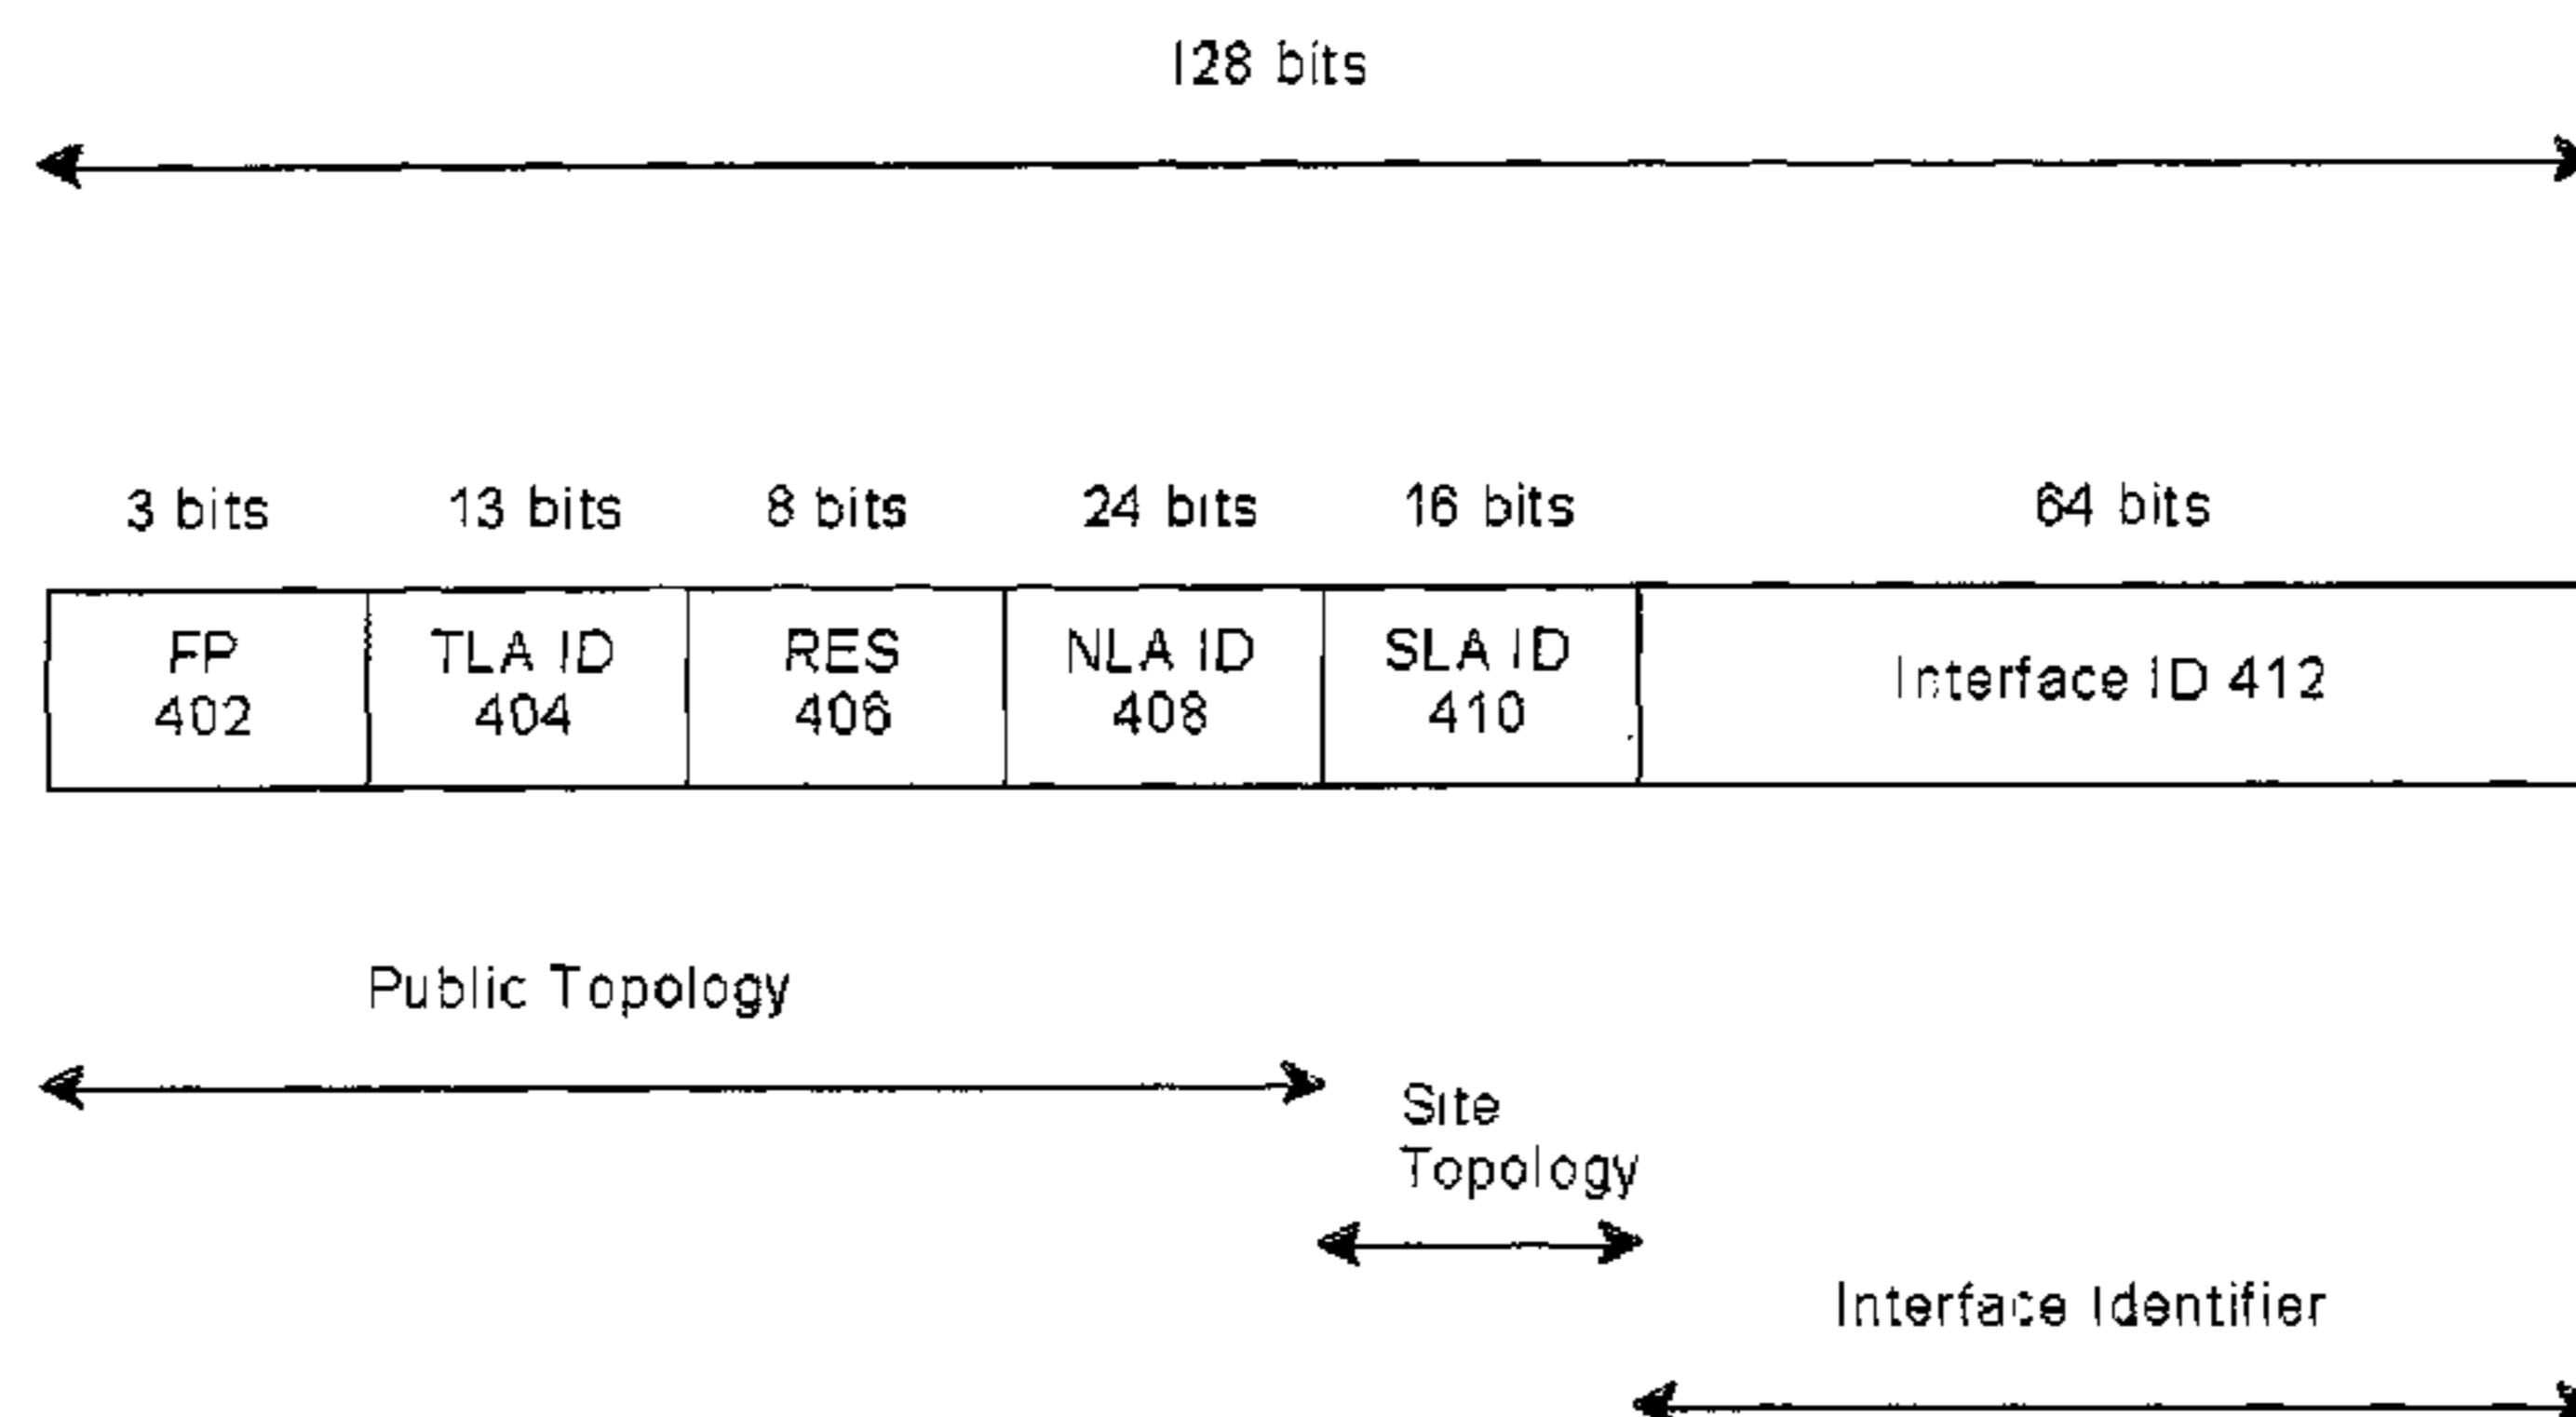 128 bits
3 bits 13 bits 8 bits 24 bits 16 bits 64 bits
FP TLA ID RES NLA ID SLA ID Interface ID 412
402 404 406 408 410
Public Topology
Site
Topology
Interface Identifier